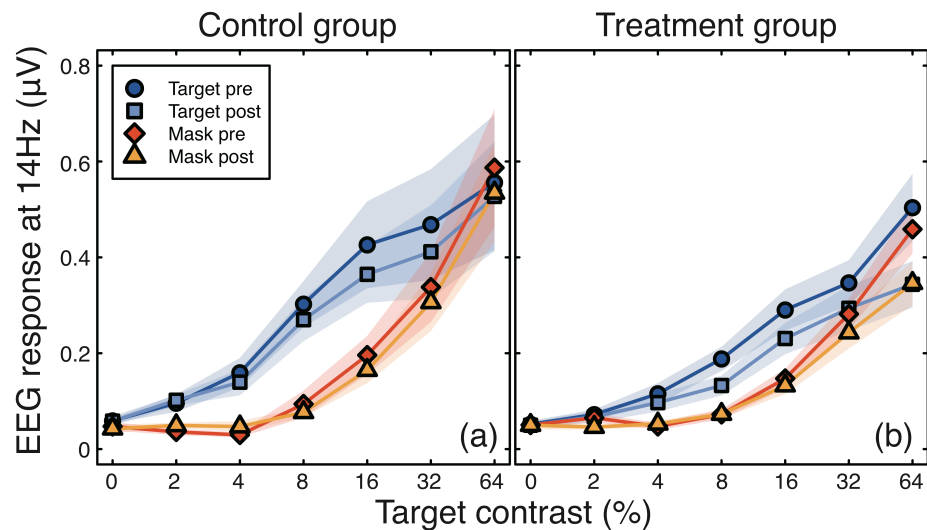 Control group
Treatment group
EEG response at 14Hz (µV)
0.8
0.6
0.4
0.2
0
Target pre
Target post
Mask pre
Mask post
(a)
(b)
0 2 4 8 16 32 64
0 2 4 8 16 32 64
Target contrast (%)